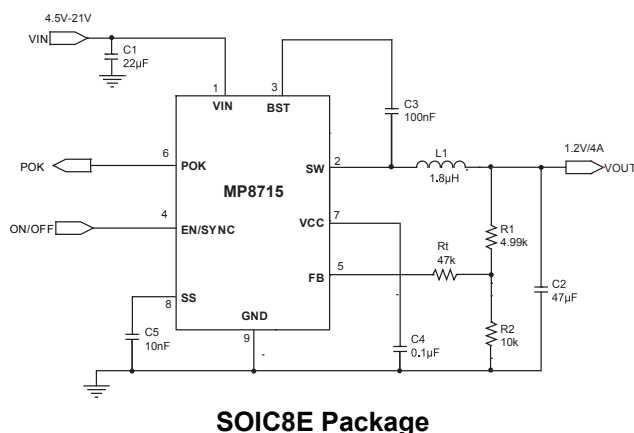 4.5V-21V
VIN
C1
22µF
1
3
VIN
BST
C3
100nF
1.2V/4A
L1
6
POK
POK
SW
2
1.8µH
VOUT
MP8715
4
7
ON/OFF
EN/SYNC
VCC
R1
4.99k
Rt
47k
FB
5
C2
47µF
SS
8
GND
9
C5
10nF
C4
0.1µF
R2
10k
SOIC8E Package